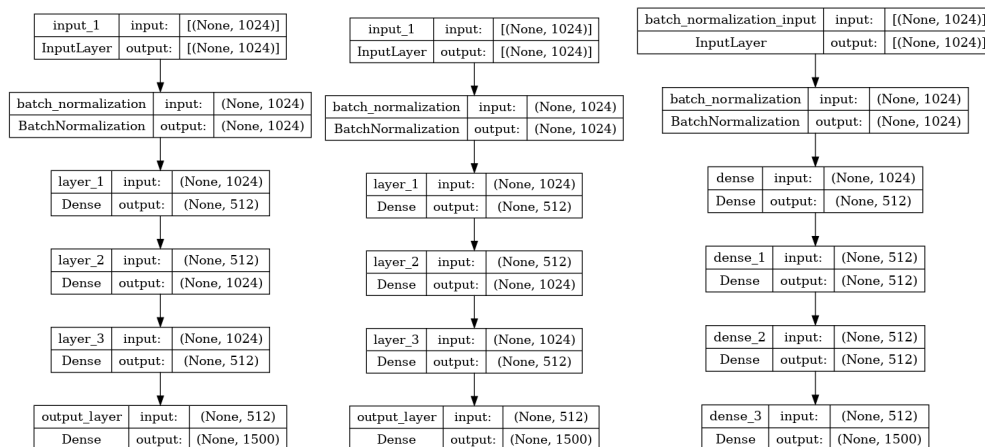 input_1 input: [(None, 1024)]
InputLayer output: [(None, 1024)]
batch_normalization input: (None, 1024)
BatchNormalization output: (None, 1024)
layer_1 input: (None, 1024)
Dense output: (None, 512)
layer_2 input: (None, 512)
Dense output: (None, 1024)
layer_3 input: (None, 1024)
Dense output: (None, 512)
output_layer input: (None, 512)
Dense output: (None, 1500)
input_1 input: [(None, 1024)]
InputLayer output: [(None, 1024)]
batch_normalization input: (None, 1024)
BatchNormalization output: (None, 1024)
layer_1 input: (None, 1024)
Dense output: (None, 512)
layer_2 input: (None, 512)
Dense output: (None, 1024)
layer_3 input: (None, 1024)
Dense output: (None, 512)
output_layer input: (None, 512)
Dense output: (None, 1500)
batch_normalization_input input: [(None, 1024)]
InputLayer output: [(None, 1024)]
batch_normalization input: (None, 1024)
BatchNormalization output: (None, 1024)
dense input: (None, 1024)
Dense output: (None, 512)
dense_1 input: (None, 512)
Dense output: (None, 512)
dense_2 input: (None, 512)
Dense output: (None, 512)
dense_3 input: (None, 512)
Dense output: (None, 1500)